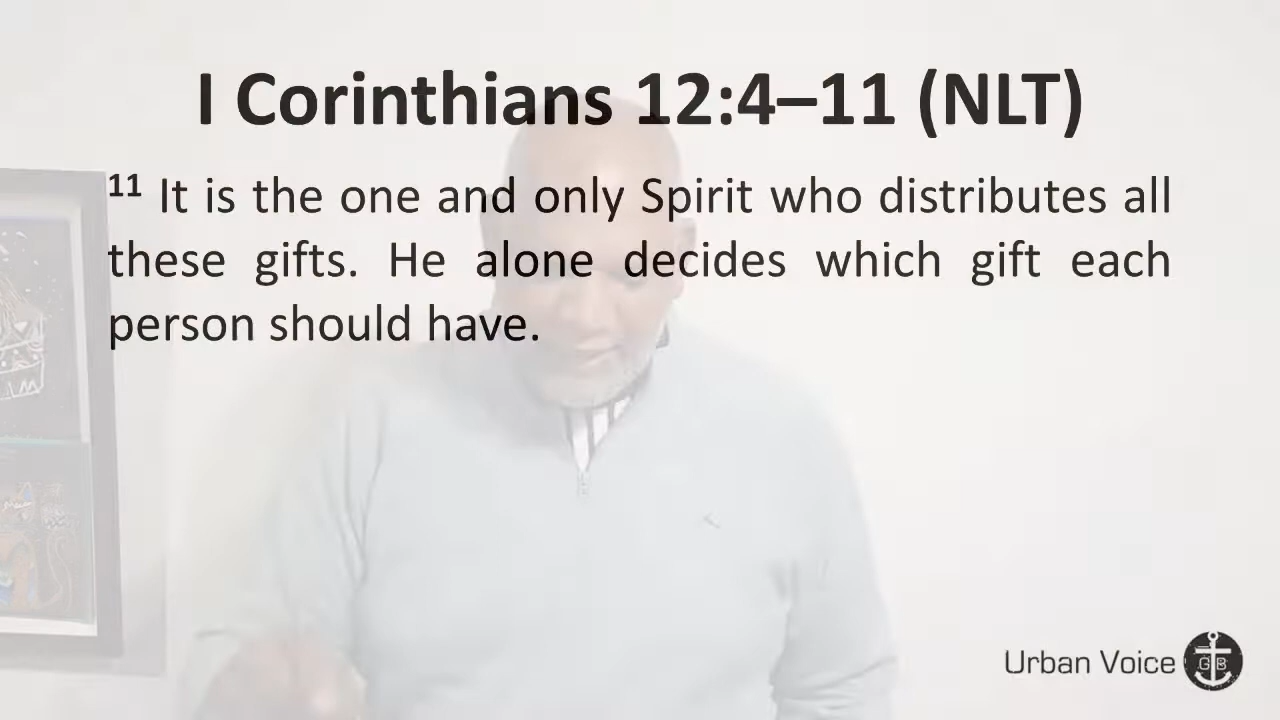 I Corinthians 12:4–11 (NLT)
11 It is the one and only Spirit who distributes all
these gifts. He alone decides which gift each
person should have.
Urban Voice
G B